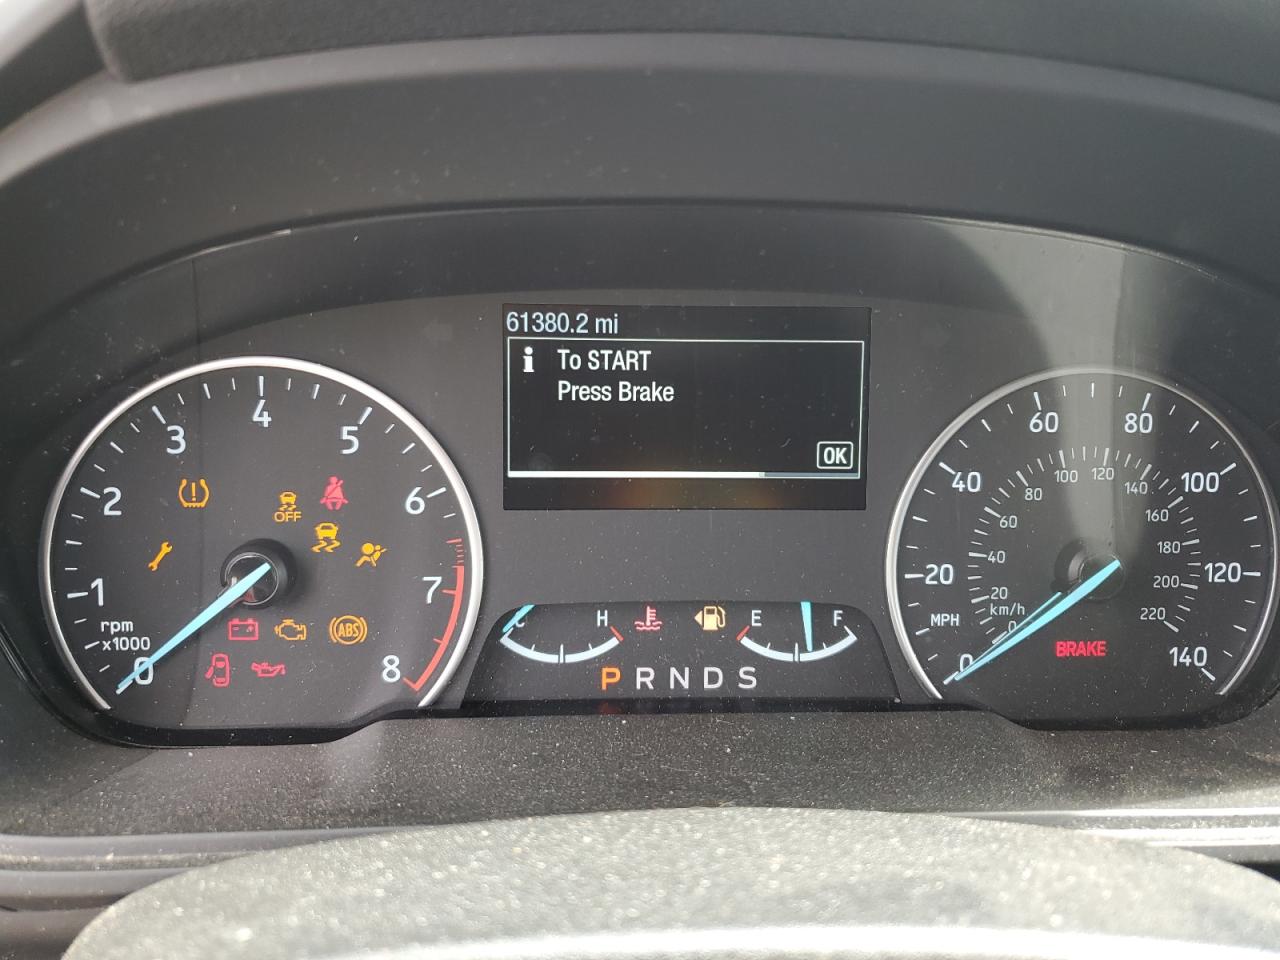 61380.2 mi
i To START
Press Brake
OK
0 1 2 3 4 5 6 7 8
rpm
x1000
OFF
ABS
C H
E F
P R N D S
0 20 40 60 80 100 120 140
0 20 40 60 80 100 120 140 160 180 200 220
MPH
km/h
BRAKE